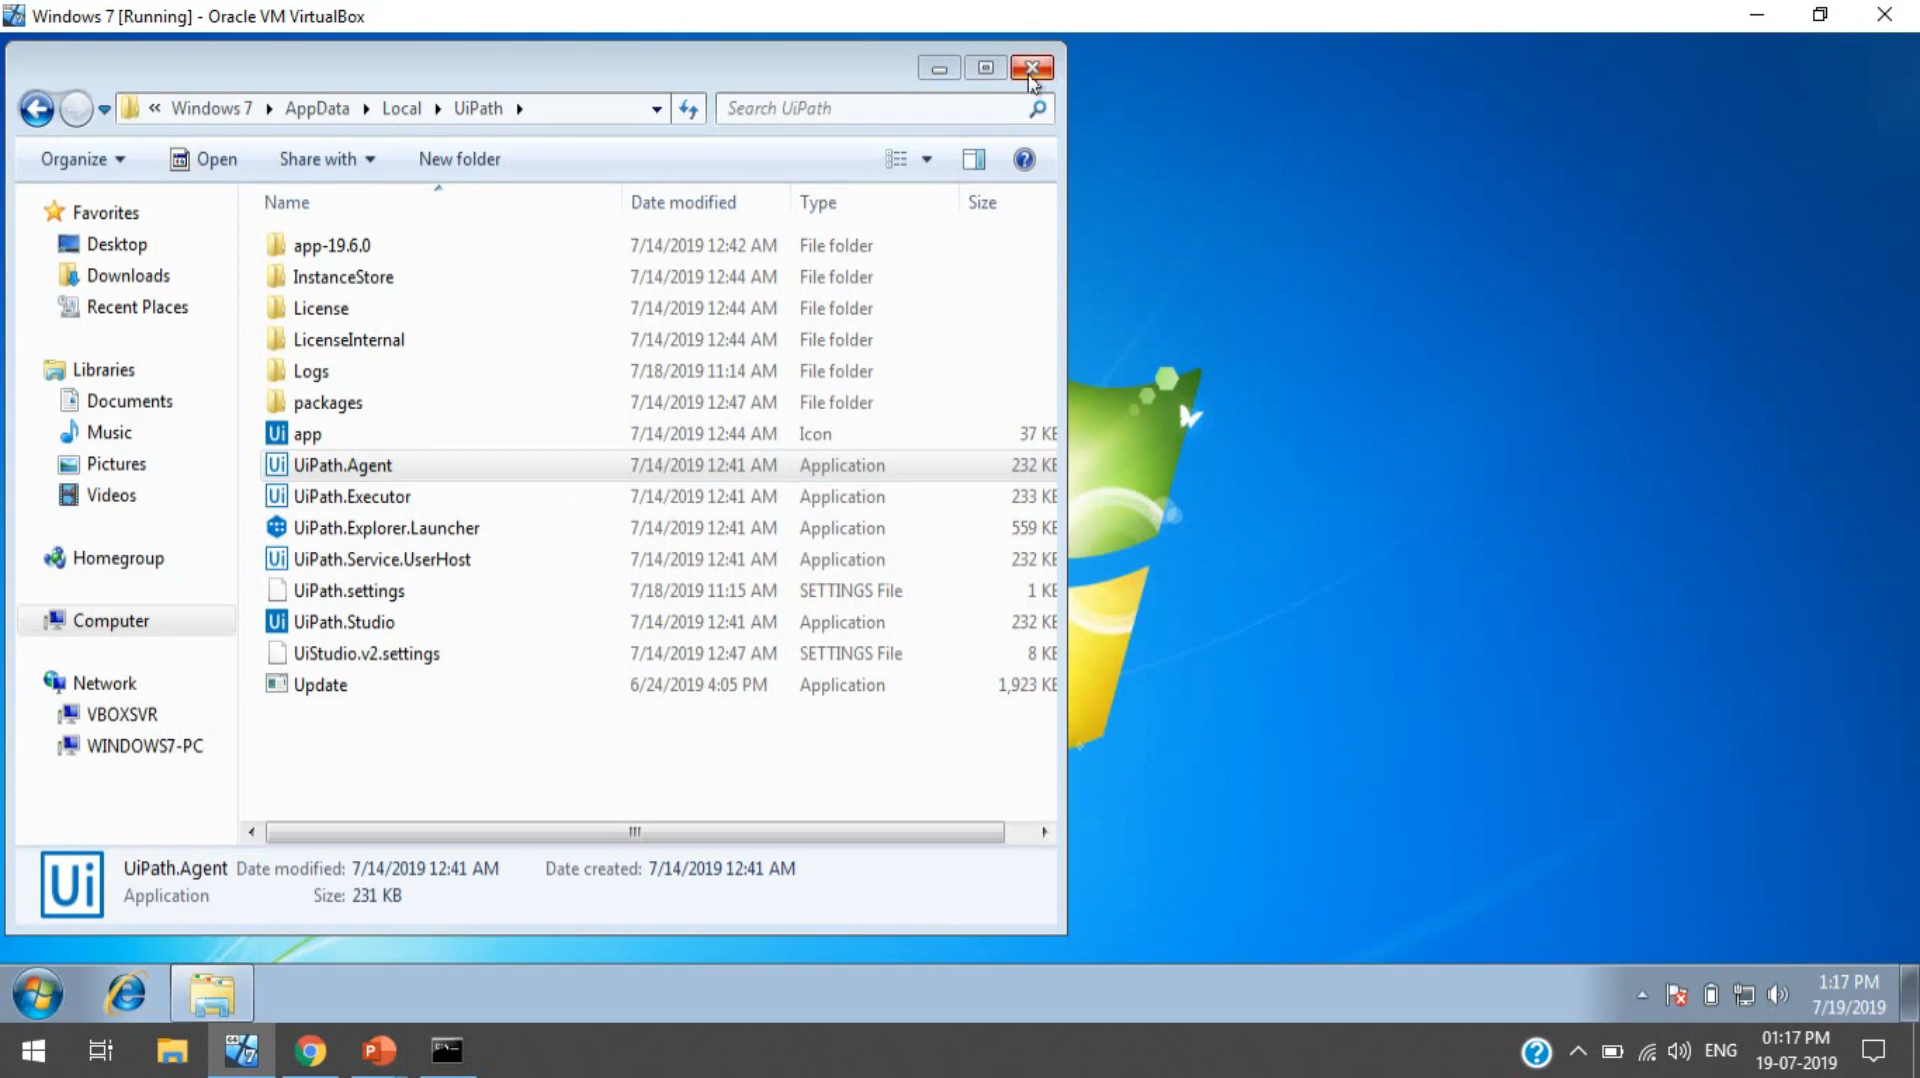 Windows 7 [Running] - Oracle VM VirtualBox
« Windows 7 AppData Local UiPath
Search UiPath
Organize Open Share with New folder
Name Date modified Type Size
Favorites
Desktop
Downloads
Recent Places
Libraries
Documents
Music
Pictures
Videos
Homegroup
Computer
Network
VBOXSVR
WINDOWS7-PC
app-19.6.0 7/14/2019 12:42 AM File folder
InstanceStore 7/14/2019 12:44 AM File folder
License 7/14/2019 12:44 AM File folder
LicenseInternal 7/14/2019 12:44 AM File folder
Logs 7/18/2019 11:14 AM File folder
packages 7/14/2019 12:47 AM File folder
Ui app 7/14/2019 12:44 AM Icon 37 KB
Ui UiPath.Agent 7/14/2019 12:41 AM Application 232 KB
Ui UiPath.Executor 7/14/2019 12:41 AM Application 233 KB
UiPath.Explorer.Launcher 7/14/2019 12:41 AM Application 559 KB
Ui UiPath.Service.UserHost 7/14/2019 12:41 AM Application 232 KB
UiPath.settings 7/18/2019 11:15 AM SETTINGS File 1 KB
Ui UiPath.Studio 7/14/2019 12:41 AM Application 232 KB
UiStudio.v2.settings 7/14/2019 12:47 AM SETTINGS File 8 KB
Update 6/24/2019 4:05 PM Application 1,923 KB
Ui
UiPath.Agent Date modified: 7/14/2019 12:41 AM Date created: 7/14/2019 12:41 AM
Application Size: 231 KB
1:17 PM
7/19/2019
64
7
P
ENG
01:17 PM
19-07-2019